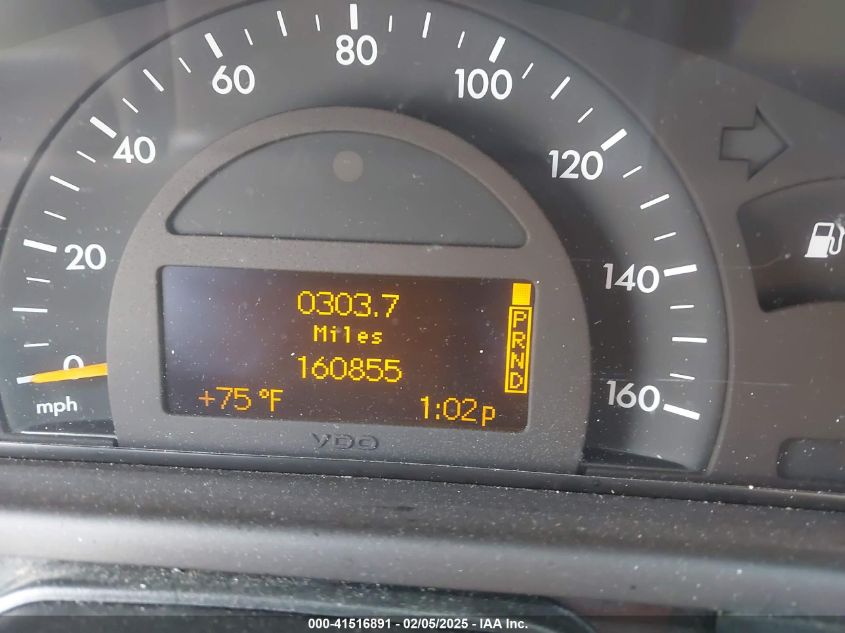 80
60
100
40
120
20
140
0
160
mph
0303.7
Miles
160855
+75 °F
1:02p
P
R
N
D
VDO
000-41516891 - 02/05/2025 - IAA Inc.